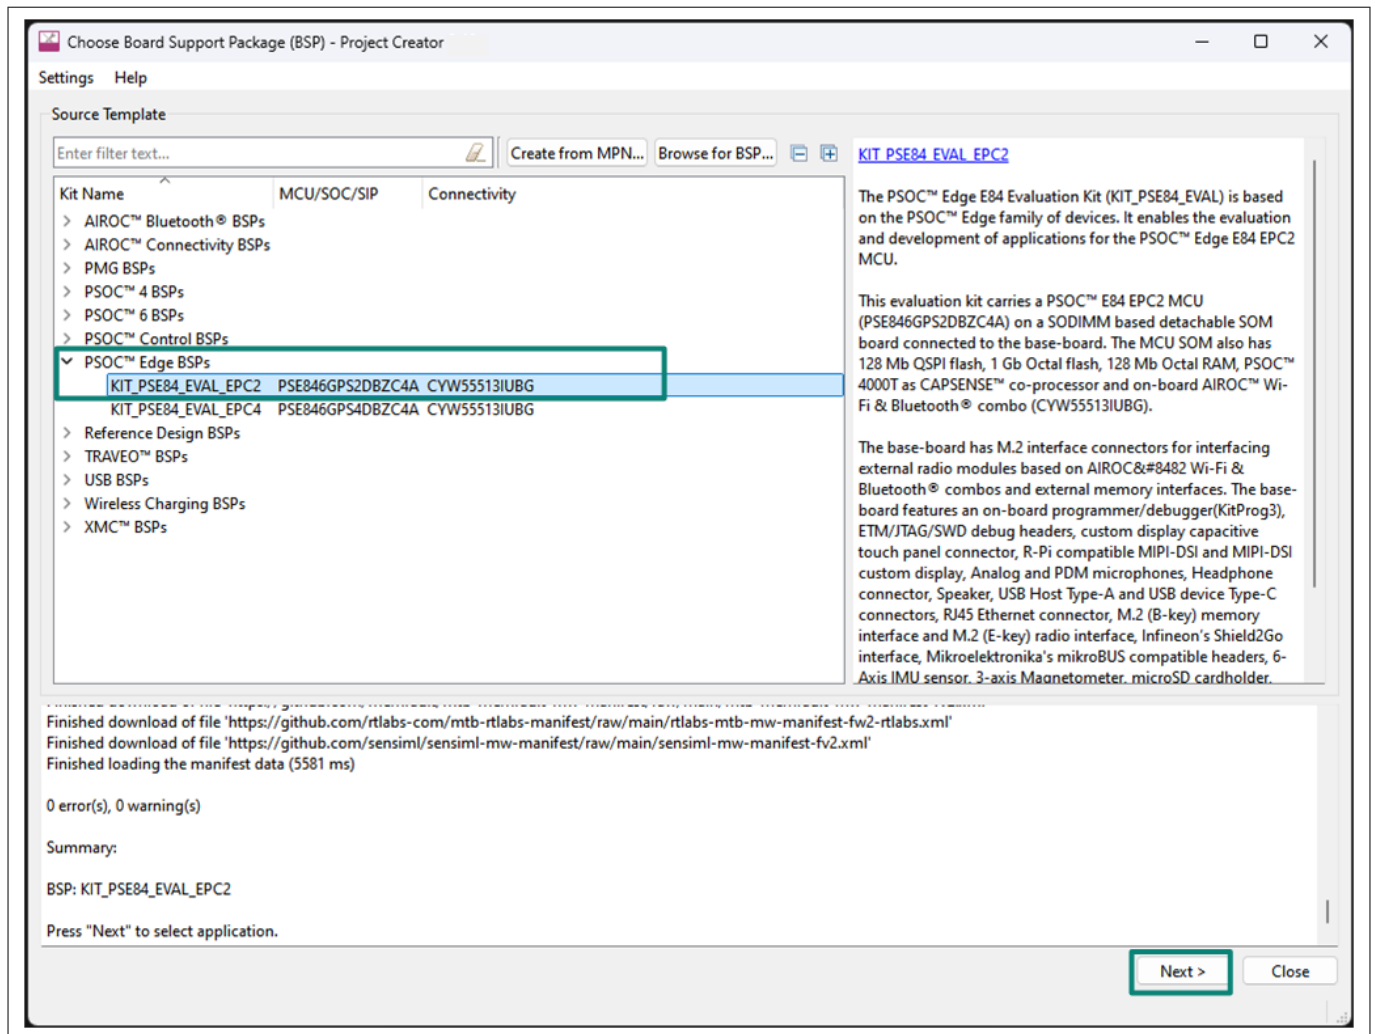 Choose Board Support Package (BSP) - Project Creator
Settings Help
Source Template
Enter filter text...
Create from MPN...
Browse for BSP...
Kit Name MCU/SOC/SIP Connectivity
AIROC™ Bluetooth® BSPs
AIROC™ Connectivity BSPs
PMG BSPs
PSOC™ 4 BSPs
PSOC™ 6 BSPs
PSOC™ Control BSPs
PSOC™ Edge BSPs
KIT_PSE84_EVAL_EPC2 PSE846GPS2DBZC4A CYW55513IUBG
KIT_PSE84_EVAL_EPC4 PSE846GPS4DBZC4A CYW55513IUBG
Reference Design BSPs
TRAVEO™ BSPs
USB BSPs
Wireless Charging BSPs
XMC™ BSPs
KIT_PSE84_EVAL_EPC2
The PSOC™ Edge E84 Evaluation Kit (KIT_PSE84_EVAL) is based
on the PSOC™ Edge family of devices. It enables the evaluation
and development of applications for the PSOC™ Edge E84 EPC2
MCU.
This evaluation kit carries a PSOC™ E84 EPC2 MCU
(PSE846GPS2DBZC4A) on a SODIMM based detachable SOM
board connected to the base-board. The MCU SOM also has
128 Mb QSPI flash, 1 Gb Octal flash, 128 Mb Octal RAM, PSOC™
4000T as CAPSENSE™ co-processor and on-board AIROC™ Wi-
Fi & Bluetooth® combo (CYW55513IUBG).
The base-board has M.2 interface connectors for interfacing
external radio modules based on AIROC&#8482 Wi-Fi &
Bluetooth® combos and external memory interfaces. The base-
board features an on-board programmer/debugger(KitProg3),
ETM/JTAG/SWD debug headers, custom display capacitive
touch panel connector, R-Pi compatible MIPI-DSI and MIPI-DSI
custom display, Analog and PDM microphones, Headphone
connector, Speaker, USB Host Type-A and USB device Type-C
connectors, RJ45 Ethernet connector, M.2 (B-key) memory
interface and M.2 (E-key) radio interface, Infineon's Shield2Go
interface, Mikroelektronika's mikroBUS compatible headers, 6-
Axis IMU sensor, 3-axis Magnetometer, microSD cardholder,
Finished download of file 'https://github.com/rtlabs-com/mtb-rtlabs-manifest/raw/main/rtlabs-mtb-mw-manifest-fw2-rtlabs.xml'
Finished download of file 'https://github.com/sensiml/sensiml-mw-manifest/raw/main/sensiml-mw-manifest-fv2.xml'
Finished loading the manifest data (5581 ms)
0 error(s), 0 warning(s)
Summary:
BSP: KIT_PSE84_EVAL_EPC2
Press "Next" to select application.
Next >
Close